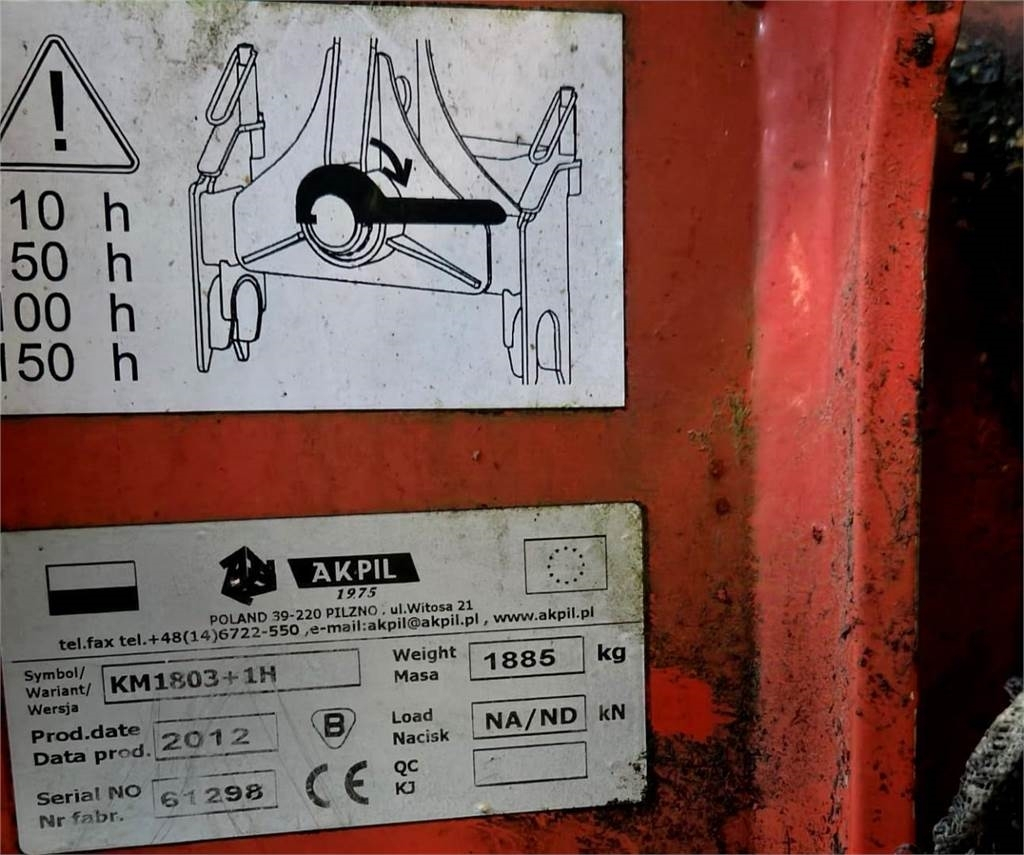 !
10 h
50 h
100 h
150 h
AKPIL
1975
POLAND 39-220 PILZNO . ul.Witosa 21
tel.fax tel.+48(14)6722-550 ,e-mail:akpil@akpil.pl , www.akpil.pl
Symbol/
Wariant/
Wersja
KM1803+1H
Weight
Masa
1885 kg
Prod.date
Data prod.
2012
B
Load
Nacisk
NA/ND kN
Serial NO
Nr fabr.
61298
CE
QC
KJ